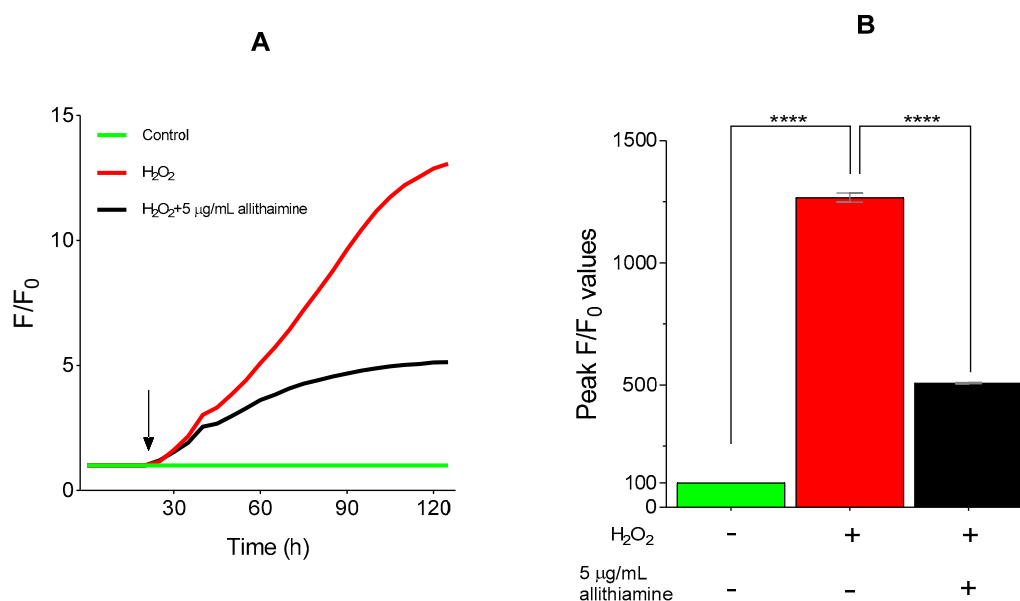 A
15
10
5
0
F/F₀
Control
H₂O₂
H₂O₂+5 μg/mL allithaimine
30
60
90
120
Time (h)
B
****
****
1500
1000
500
100
0
Peak F/F₀ values
H₂O₂ - + +
5 μg/mL
allithiamine - - +